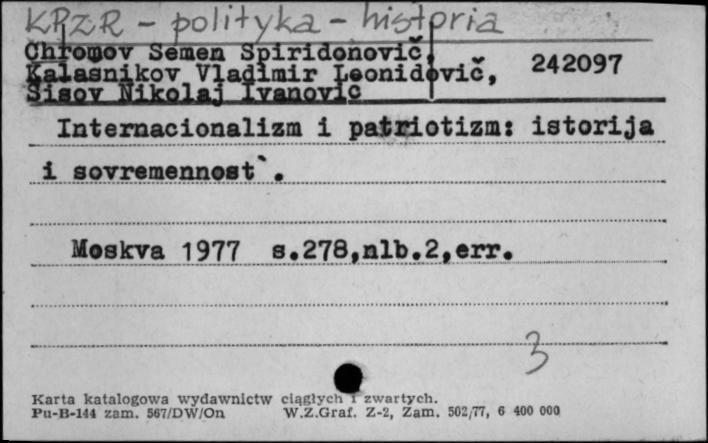 KPZR - polityka - historia
Chromov Semen Spiridonovič,
Kalasnikov Vladimir Leonidovič, 242097
Sisov Nikolaj Ivanovic
Internacionalizm i patriotizm: istorija
i sovremennost`.
Moskva 1977 s.278,nlb.2,err.
3
Karta katalogowa wydawnictw ciągłych i zwartych.
Pu-B-144 zam. 567/DW/On W.Z.Graf. Z-2, Zam. 502/77, 6 400 000